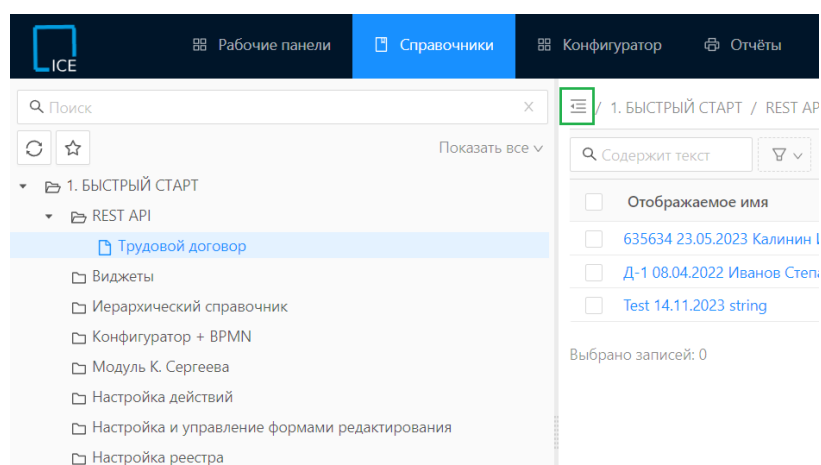 ICE
Рабочие панели
Справочники
Конфигуратор
Отчёты
Поиск
Показать все
1. БЫСТРЫЙ СТАРТ
REST API
Трудовой договор
Виджеты
Иерархический справочник
Конфигуратор + BPMN
Модуль К. Сергеева
Настройка действий
Настройка и управление формами редактирования
Настройка реестра
/ 1. БЫСТРЫЙ СТАРТ / REST AP
Содержит текст
Отображаемое имя
635634 23.05.2023 Калинин
Д-1 08.04.2022 Иванов Степа
Test 14.11.2023 string
Выбрано записей: 0